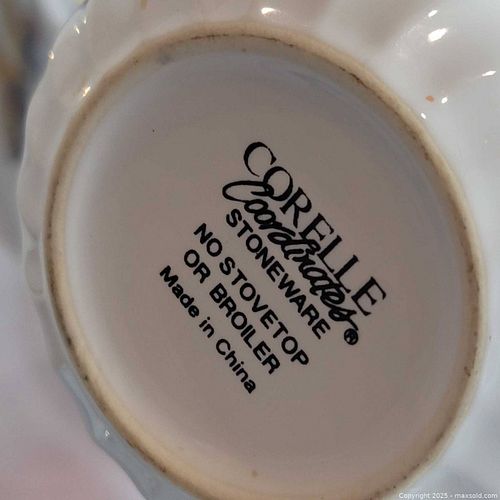 CORELLE
Coordinates®
STONEWARE
NO STOVETOP
OR BROILER
Made in China
Copyright 2025 - maxsold.com